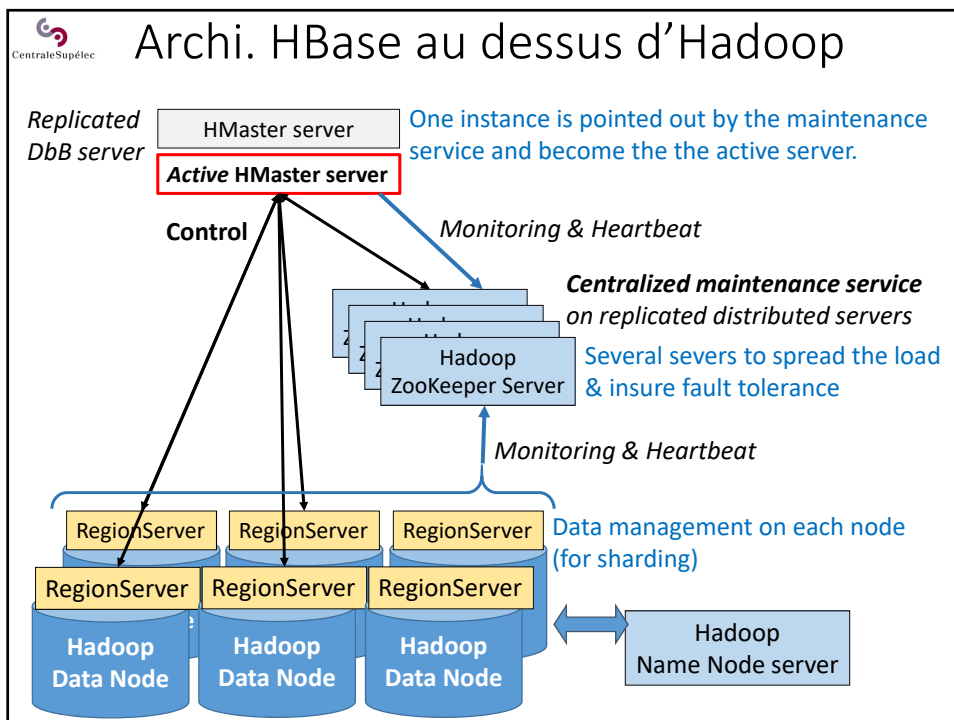 CentraleSupélec
Archi. HBase au dessus d'Hadoop
Replicated
DbB server
HMaster server
Active HMaster server
One instance is pointed out by the maintenance
service and become the the active server.
Control
Monitoring & Heartbeat
Centralized maintenance service
on replicated distributed servers
Hadoop
ZooKeeper Server
Several severs to spread the load
& insure fault tolerance
Monitoring & Heartbeat
RegionServer
RegionServer
RegionServer
Data management on each node
(for sharding)
RegionServer
RegionServer
RegionServer
Hadoop
Data Node
Hadoop
Data Node
Hadoop
Data Node
Hadoop
Name Node server